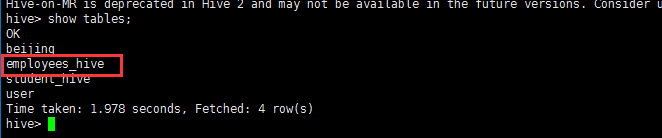 Hive-on-MR is deprecated in Hive 2 and may not be available in the future versions. Consider u
hive> show tables;
OK
beijing
employees_hive
student_hive
user
Time taken: 1.978 seconds, Fetched: 4 row(s)
hive>